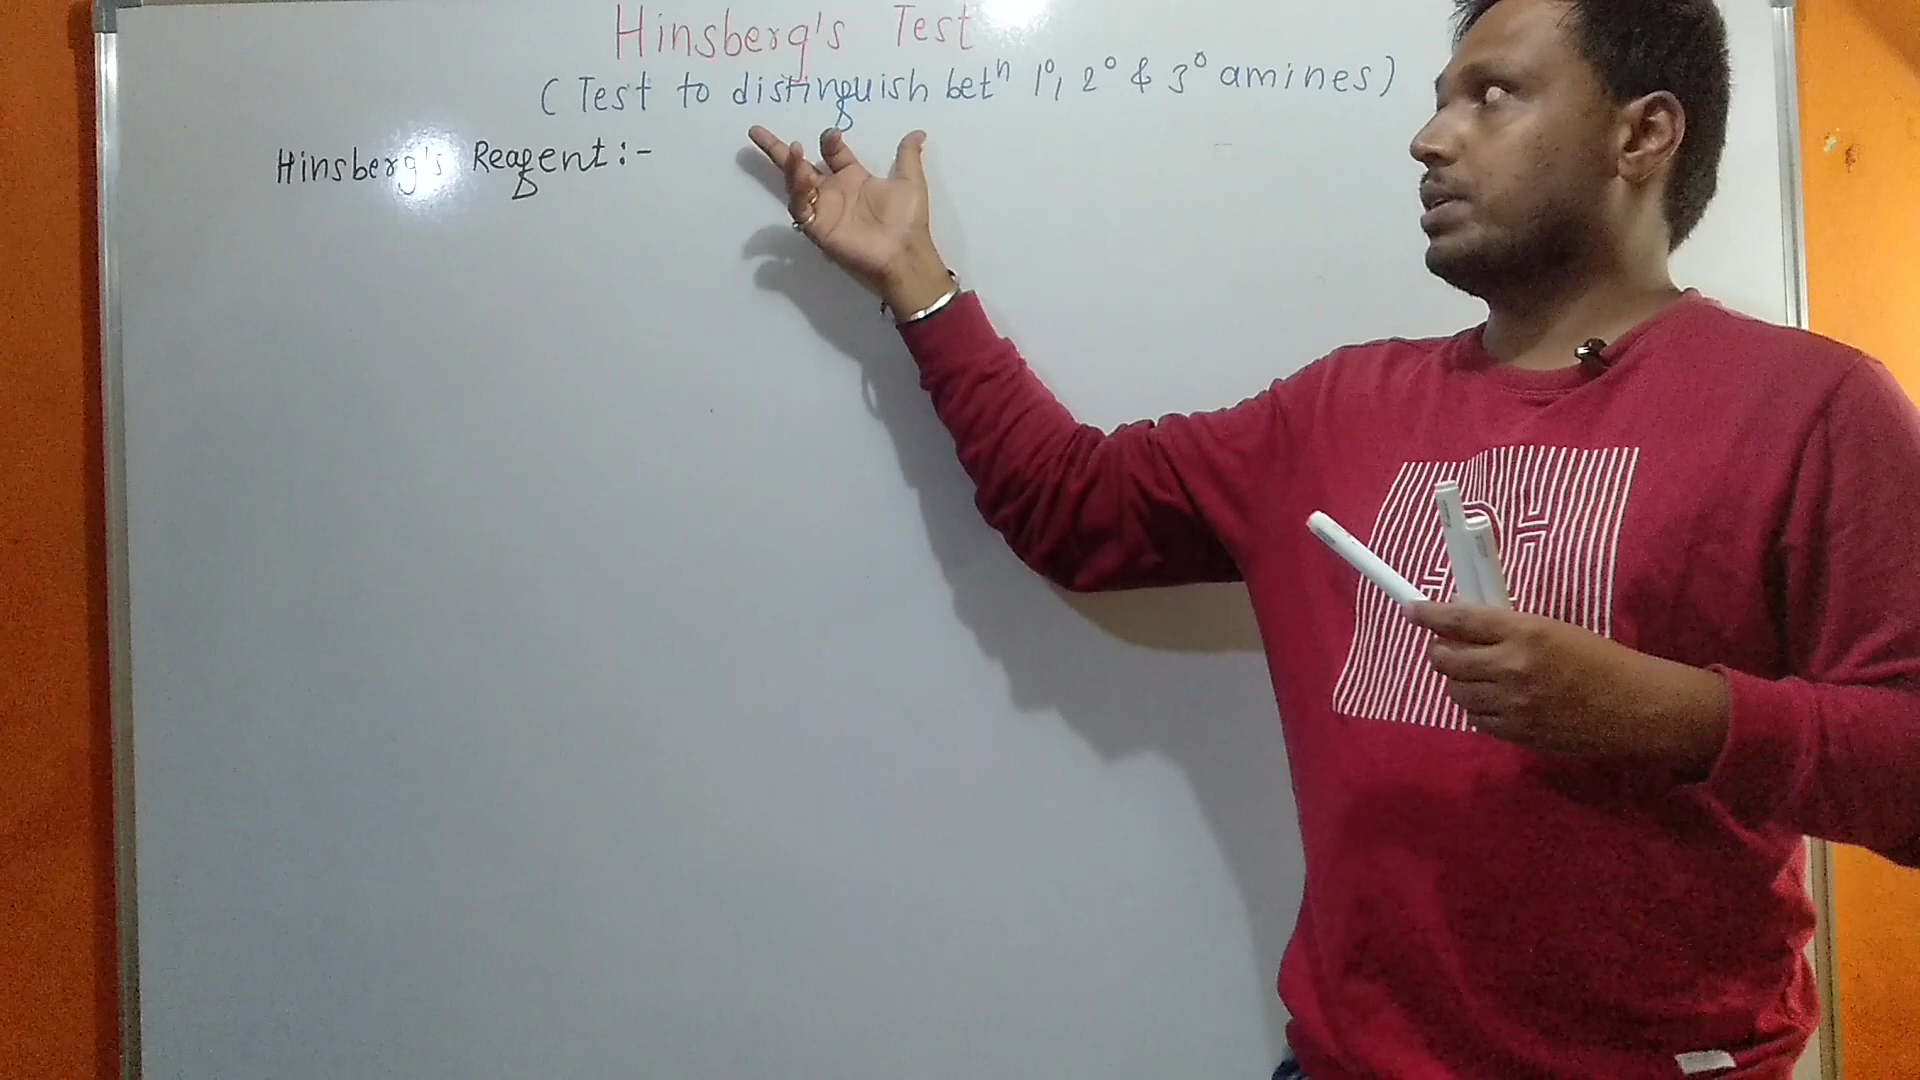 Hinsberg's Test
(Test to distinguish betⁿ 1°, 2° & 3° amines)
Hinsberg's Reagent:-